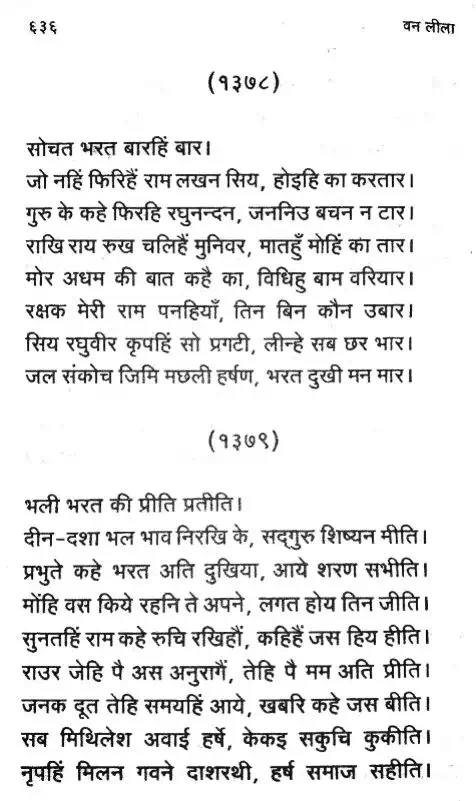 ६३६ वन लीला
(१३७८)
सोचत भरत बारहिं बार।
जो नहिं फिरिहैं राम लखन सिय, होइहि का करतार।
गुरु के कहे फिरहि रघुनन्दन, जननिउ बचन न टार।
राखि राय रुख चलिहैं मुनिवर, मातहुँ मोहिं का तार।
मोर अधम की बात कहै का, विधिहु बाम वरियार।
रक्षक मेरी राम पनहियाँ, तिन बिन कौन उबार।
सिय रघुवीर कृपहिं सो प्रगटी, लीन्हे सब छर भार।
जल संकोच जिमि मछली हर्षण, भरत दुखी मन मार।
(१३७९)
भली भरत की प्रीति प्रतीति।
दीन-दशा भल भाव निरखि के, सद्गुरु शिष्यन मीति।
प्रभुते कहे भरत अति दुखिया, आये शरण सभीति।
मोंहि वस किये रहनि ते अपने, लगत होय तिन जीति।
सुनतहिं राम कहे रुचि रखिहौं, कहिहैं जस हिय हीति।
राउर जेहि पै अस अनुरागैं, तेहि पै मम अति प्रीति।
जनक दूत तेहि समयहिं आये, खबरि कहे जस बीति।
सब मिथिलेश अवाई हर्षे, केकइ सकुचि कुकीति।
नृपहिं मिलन गवने दाशरथी, हर्ष समाज सहीति।